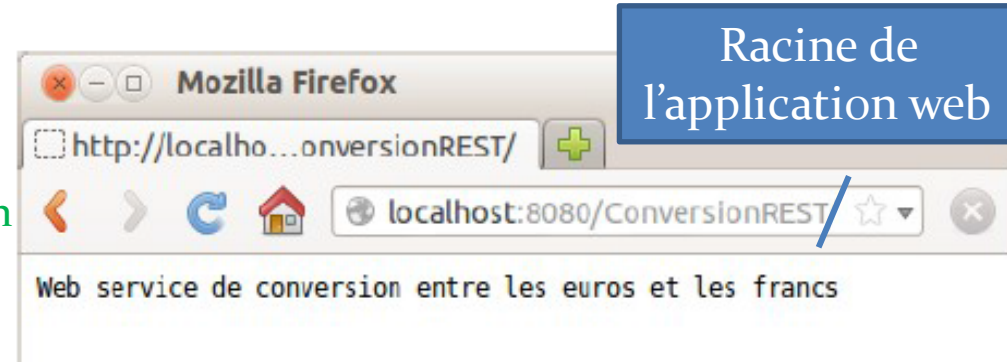 Racine de
l'application web
Mozilla Firefox
http://localho...onversionREST/
n
localhost:8080/ConversionREST/
Web service de conversion entre les euros et les francs